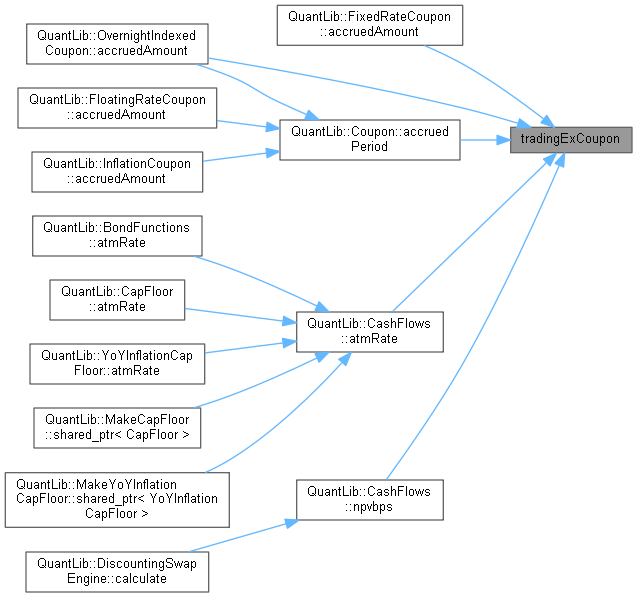 QuantLib::FixedRateCoupon
::accruedAmount
QuantLib::OvernightIndexed
Coupon::accruedAmount
QuantLib::FloatingRateCoupon
::accruedAmount
QuantLib::Coupon::accrued
Period
tradingExCoupon
QuantLib::InflationCoupon
::accruedAmount
QuantLib::BondFunctions
::atmRate
QuantLib::CapFloor
::atmRate
QuantLib::CashFlows
::atmRate
QuantLib::YoYInflationCap
Floor::atmRate
QuantLib::MakeCapFloor
::shared_ptr< CapFloor >
QuantLib::MakeYoYInflation
CapFloor::shared_ptr< YoYInflation
CapFloor >
QuantLib::CashFlows
::npvbps
QuantLib::DiscountingSwap
Engine::calculate